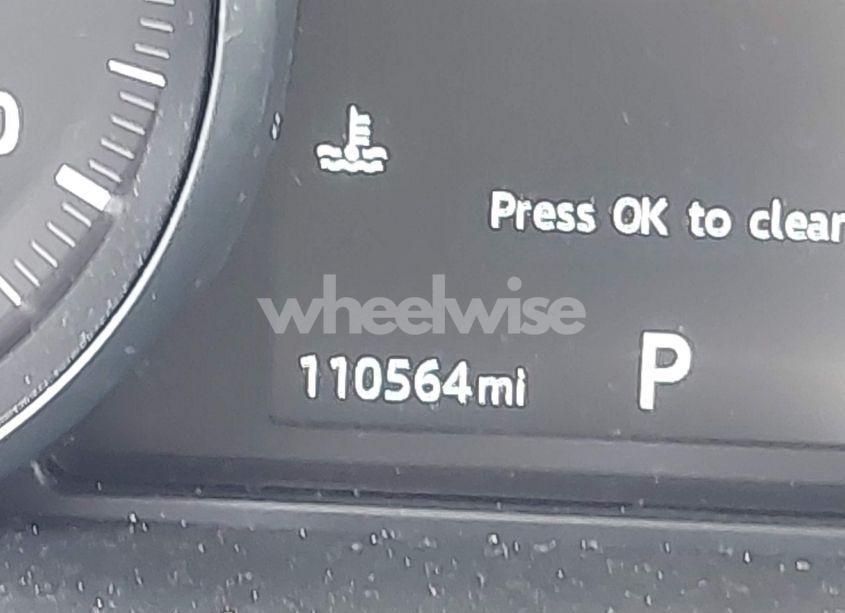 Press OK to clear
wheelwise
110564mi
P